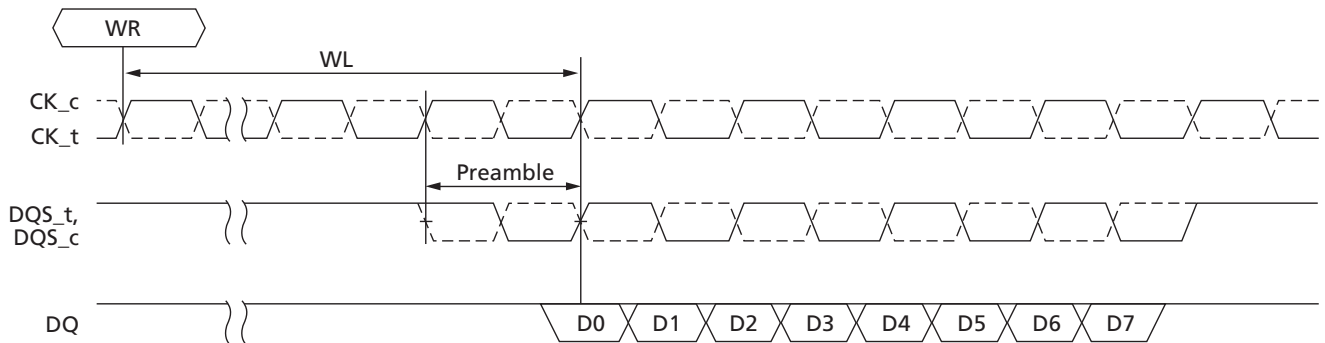 WR
WL
CK_c
CK_t
Preamble
DQS_t,
DQS_c
DQ
D0 D1 D2 D3 D4 D5 D6 D7